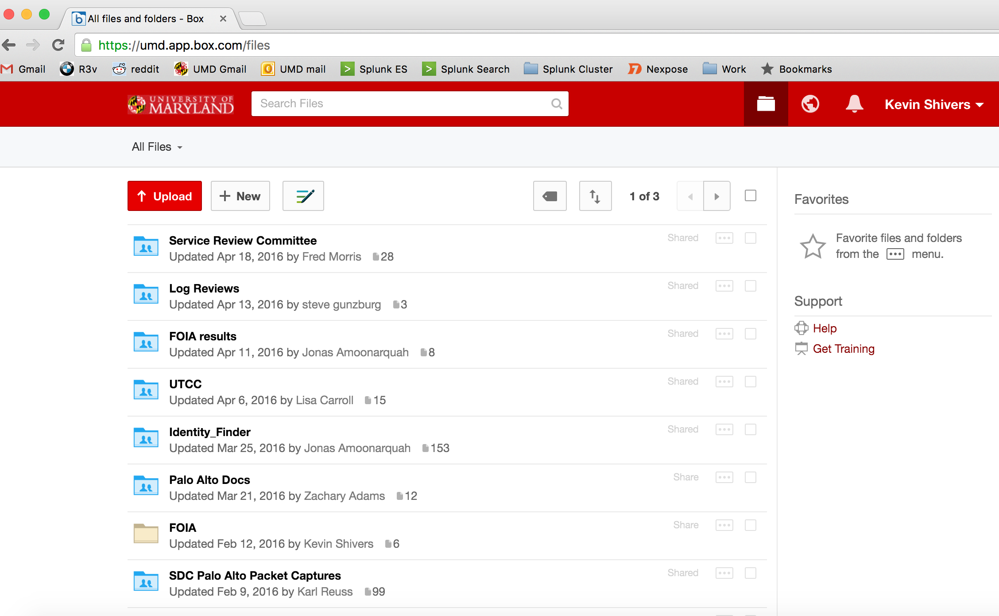 All files and folders - Box
https://umd.app.box.com/files
Gmail R3v reddit UMD Gmail UMD mail Splunk ES Splunk Search Splunk Cluster Nexpose Work Bookmarks
UNIVERSITY OF
MARYLAND
Search Files
Kevin Shivers
All Files
Upload New 1 of 3
Service Review Committee Shared
Updated Apr 18, 2016 by Fred Morris 28
Log Reviews Shared
Updated Apr 13, 2016 by steve gunzburg 3
FOIA results Shared
Updated Apr 11, 2016 by Jonas Amoonarquah 8
UTCC Shared
Updated Apr 6, 2016 by Lisa Carroll 15
Identity_Finder Shared
Updated Mar 25, 2016 by Jonas Amoonarquah 153
Palo Alto Docs Share
Updated Mar 21, 2016 by Zachary Adams 12
FOIA Share
Updated Feb 12, 2016 by Kevin Shivers 6
SDC Palo Alto Packet Captures Shared
Updated Feb 9, 2016 by Karl Reuss 99
Favorites
Favorite files and folders
from the ••• menu.
Support
Help
Get Training